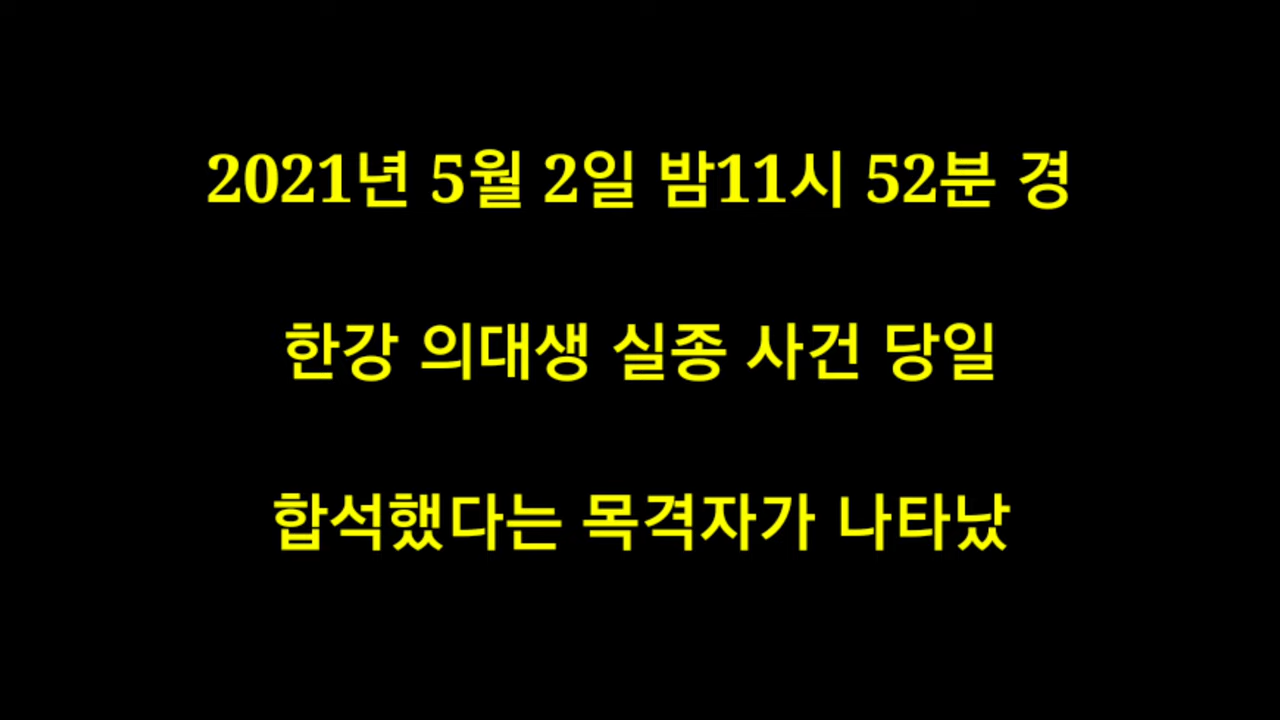 2021년 5월 2일 밤11시 52분 경
한강 의대생 실종 사건 당일
합석했다는 목격자가 나타났